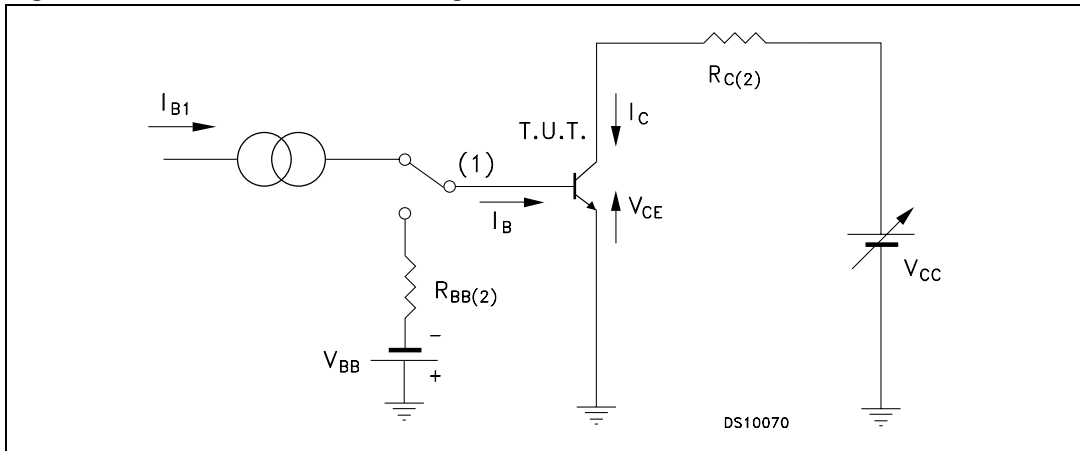 R_C(2)
I_B1
I_C
T.U.T.
(1)
I_B
V_CE
V_CC
R_BB(2)
−
V_BB
+
DS10070